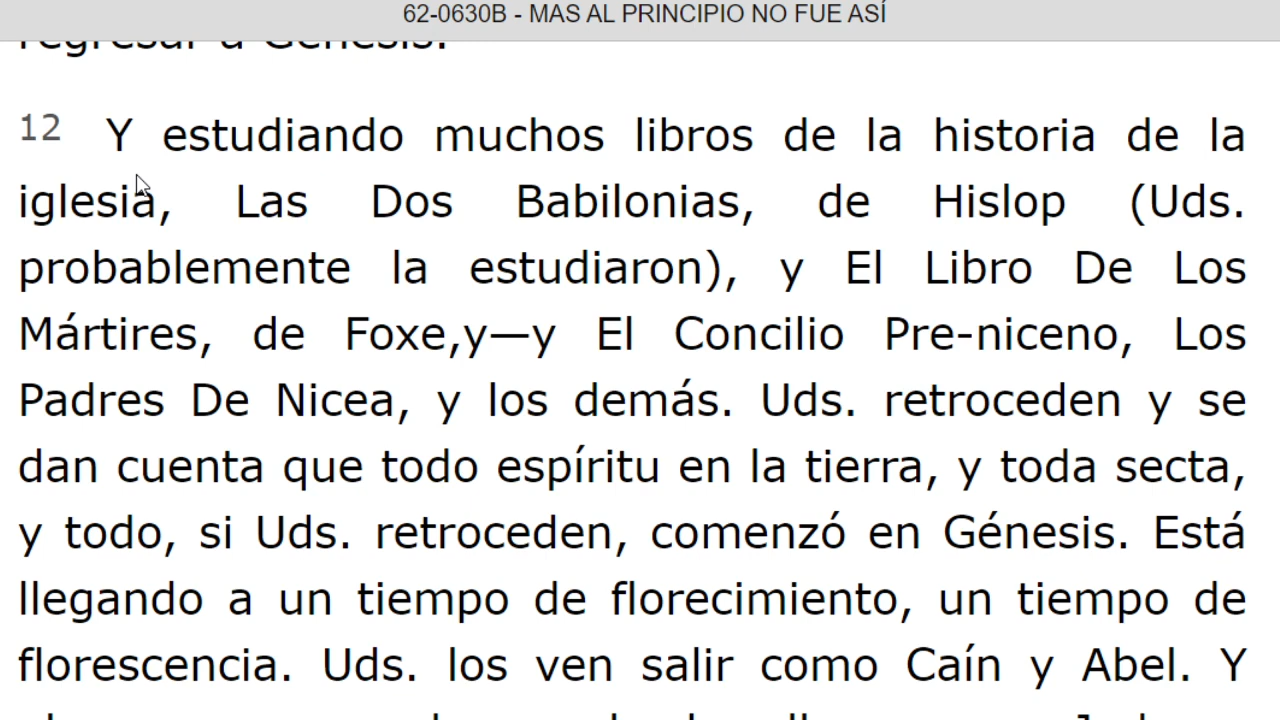 62-0630B - MAS AL PRINCIPIO NO FUE ASÍ
regresar a Génesis.
12 Y estudiando muchos libros de la historia de la
iglesia, Las Dos Babilonias, de Hislop (Uds.
probablemente la estudiaron), y El Libro De Los
Mártires, de Foxe,y—y El Concilio Pre-niceno, Los
Padres De Nicea, y los demás. Uds. retroceden y se
dan cuenta que todo espíritu en la tierra, y toda secta,
y todo, si Uds. retroceden, comenzó en Génesis. Está
llegando a un tiempo de florecimiento, un tiempo de
florescencia. Uds. los ven salir como Caín y Abel. Y